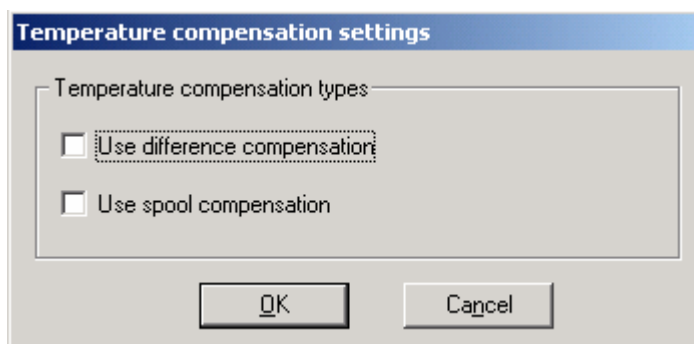 Temperature compensation settings
Temperature compensation types
Use difference compensation
Use spool compensation
OK
Cancel